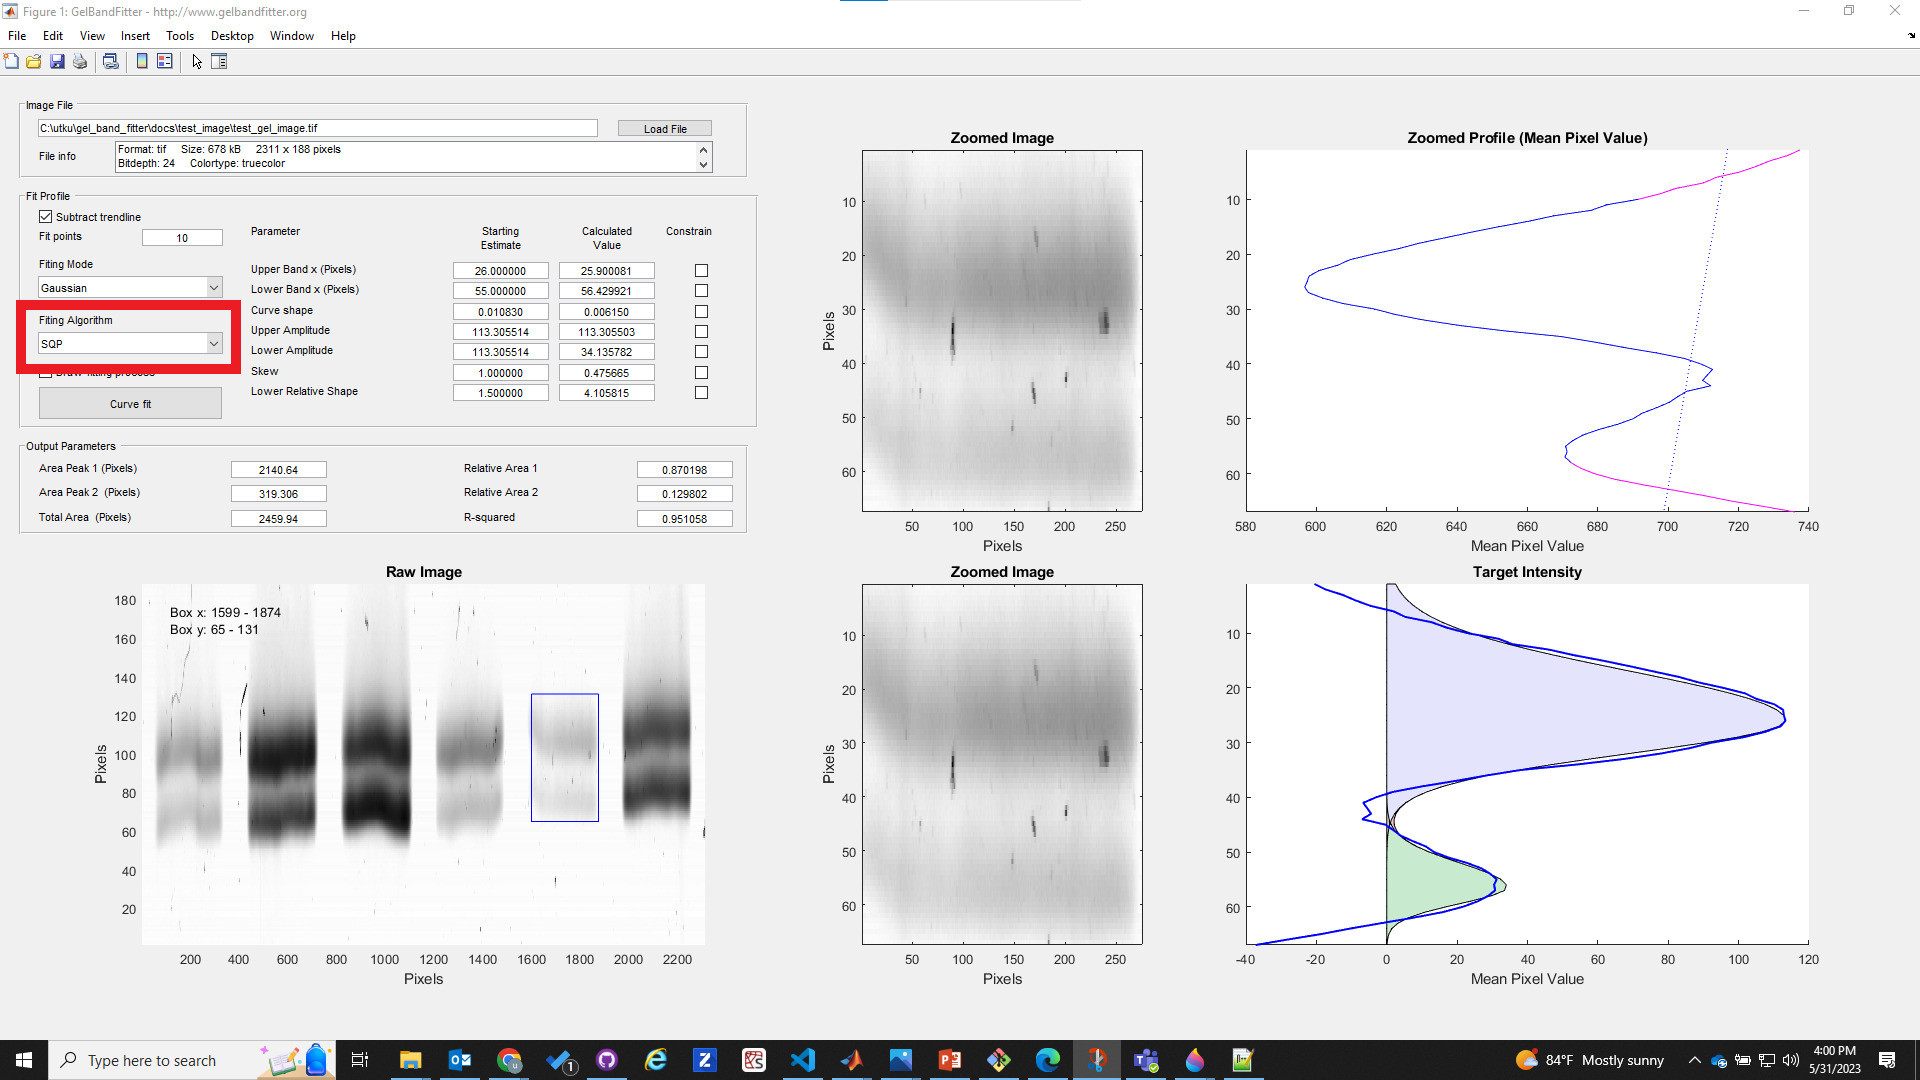 Figure 1: GelBandFitter - http://www.gelbandfitter.org
File Edit View Insert Tools Desktop Window Help
Image File
C:\utku\gel_band_fitter\docs\test_image\test_gel_image.tif
Load File
File info
Format: tif Size: 678 kB 2311 x 188 pixels
Bitdepth: 24 Colortype: truecolor
Fit Profile
Subtract trendline
Fit points 10
Fiting Mode
Gaussian
Fiting Algorithm
SQP
Draw fitting process
Curve fit
Parameter Starting Estimate Calculated Value Constrain
Upper Band x (Pixels) 26.000000 25.900081
Lower Band x (Pixels) 55.000000 56.429921
Curve shape 0.010830 0.006150
Upper Amplitude 113.305514 113.305503
Lower Amplitude 113.305514 34.135782
Skew 1.000000 0.475665
Lower Relative Shape 1.500000 4.105815
Output Parameters
Area Peak 1 (Pixels) 2140.64 Relative Area 1 0.870198
Area Peak 2 (Pixels) 319.306 Relative Area 2 0.129802
Total Area (Pixels) 2459.94 R-squared 0.951058
Zoomed Image
10
20
30
40
50
60
Pixels
50 100 150 200 250
Pixels
Zoomed Profile (Mean Pixel Value)
10
20
30
40
50
60
580 600 620 640 660 680 700 720 740
Mean Pixel Value
Raw Image
Box x: 1599 - 1874
Box y: 65 - 131
180
160
140
120
100
80
60
40
20
Pixels
200 400 600 800 1000 1200 1400 1600 1800 2000 2200
Pixels
Zoomed Image
10
20
30
40
50
60
Pixels
50 100 150 200 250
Pixels
Target Intensity
10
20
30
40
50
60
-40 -20 0 20 40 60 80 100 120
Mean Pixel Value
Type here to search
1
84°F Mostly sunny
4:00 PM
5/31/2023